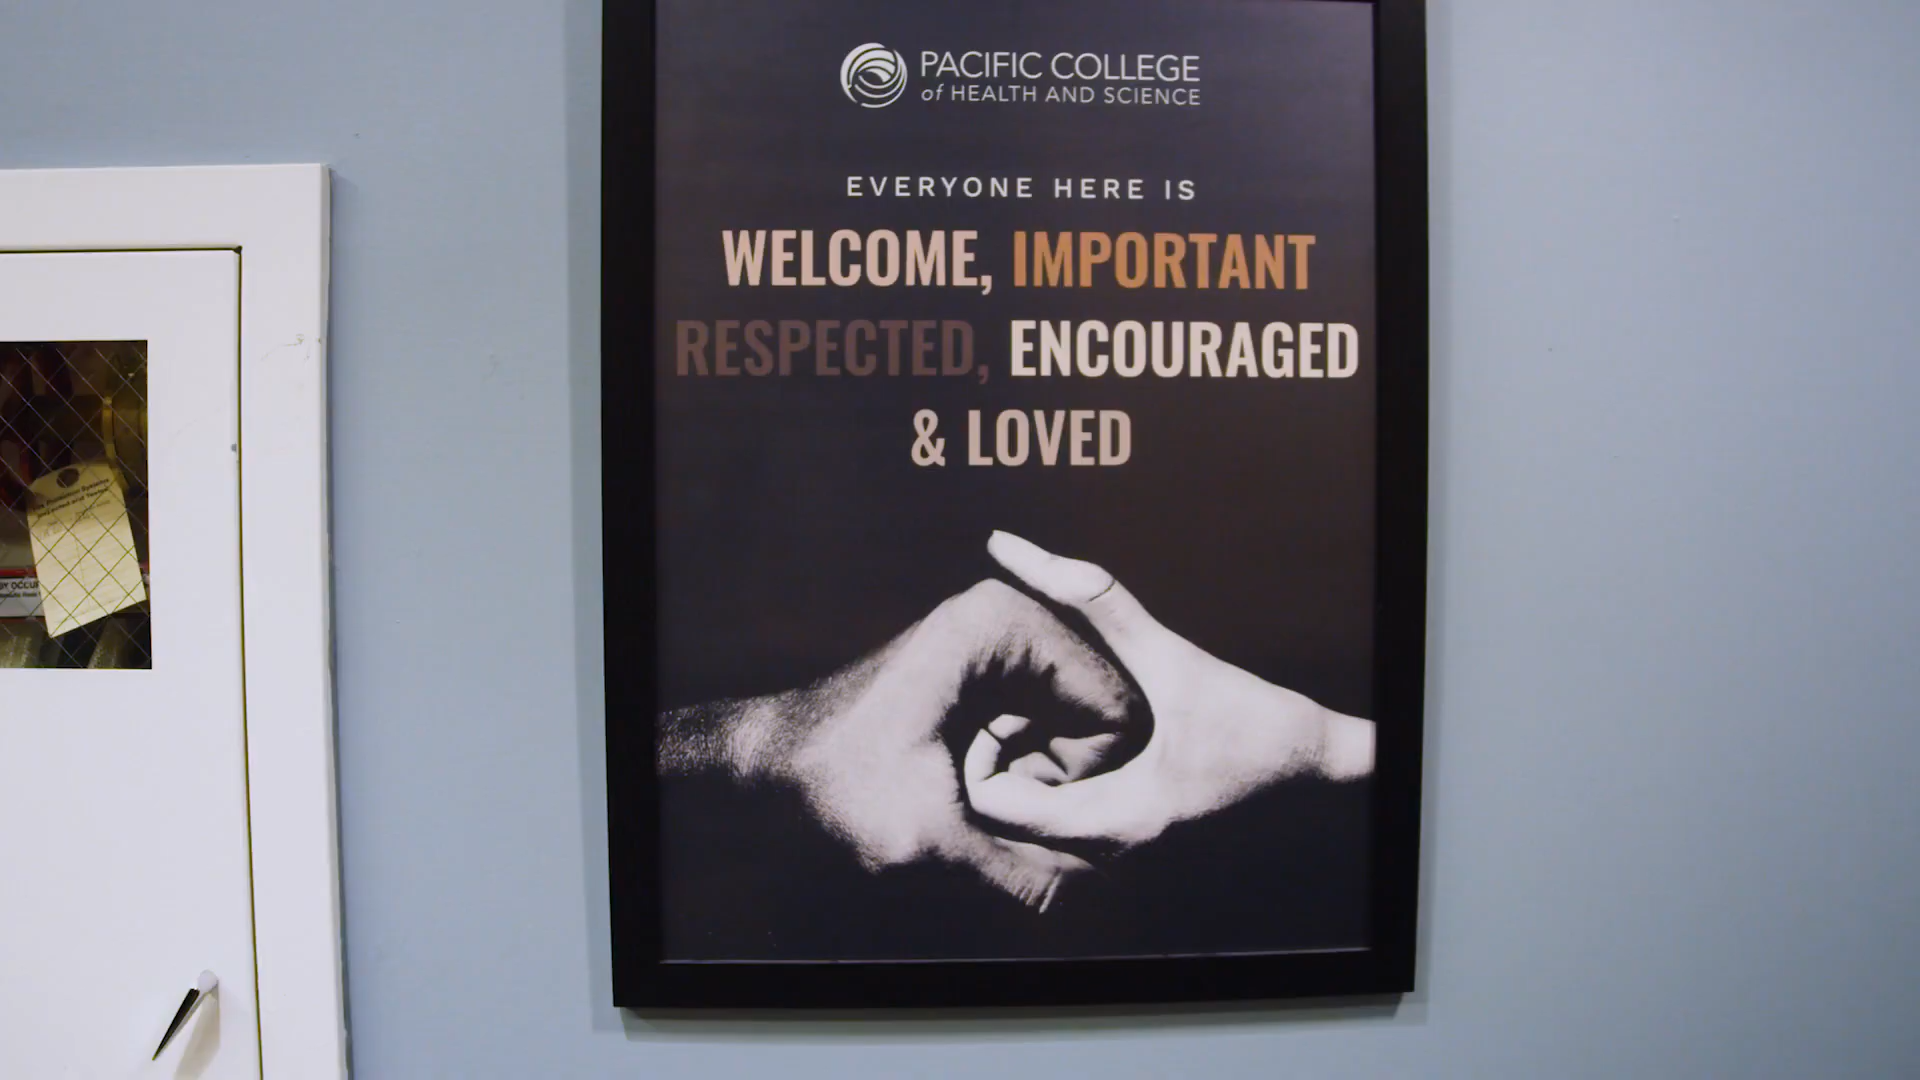 PACIFIC COLLEGE
of HEALTH AND SCIENCE
EVERYONE HERE IS
WELCOME, IMPORTANT
RESPECTED, ENCOURAGED
& LOVED